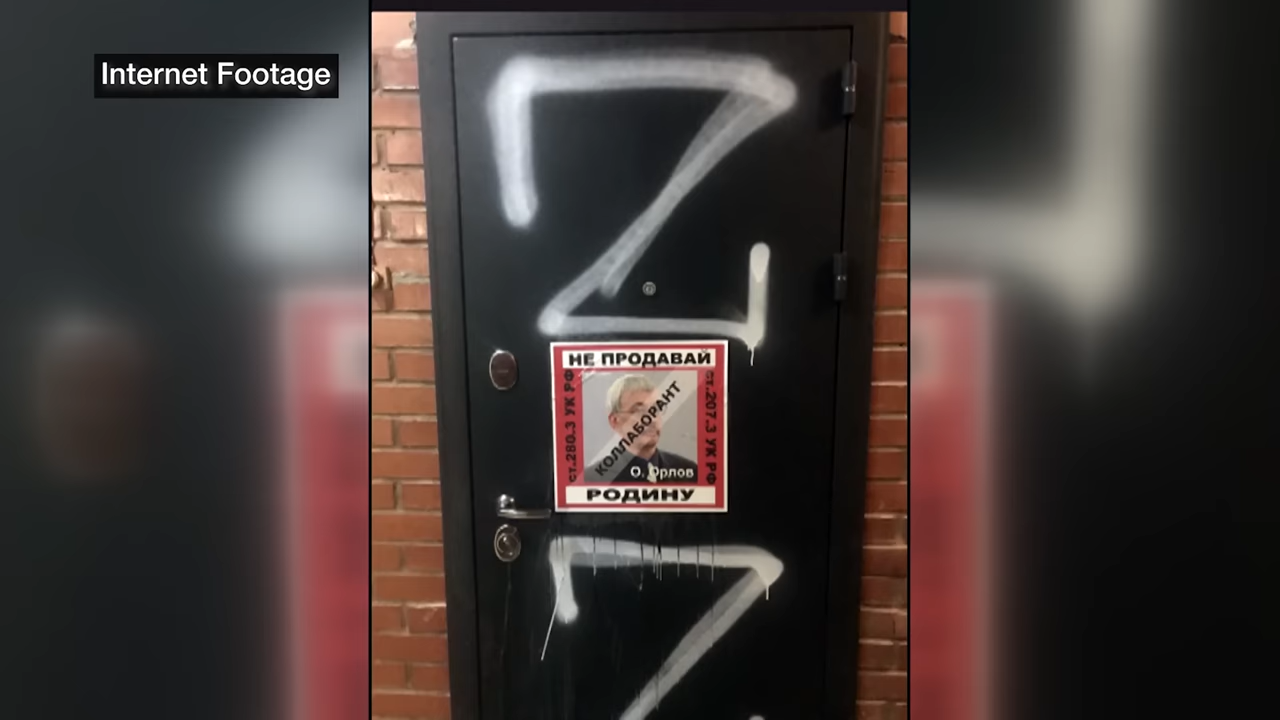 Internet Footage
Z
НЕ ПРОДАВАЙ
ст.280.3 УК РФ
КОЛЛАБОРАНТ
ст.207.3 УК РФ
О. Орлов
РОДИНУ
Z